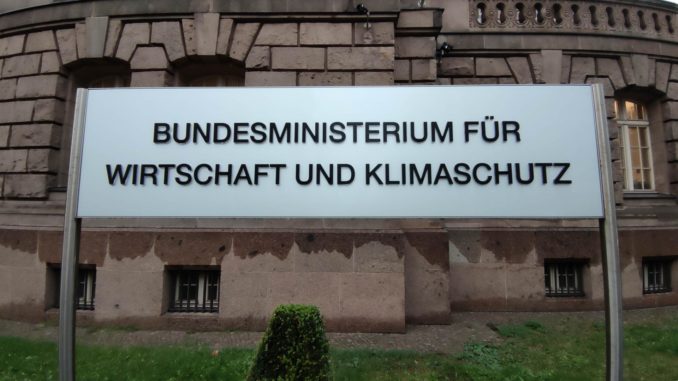 BUNDESMINISTERIUM FÜR
WIRTSCHAFT UND KLIMASCHUTZ